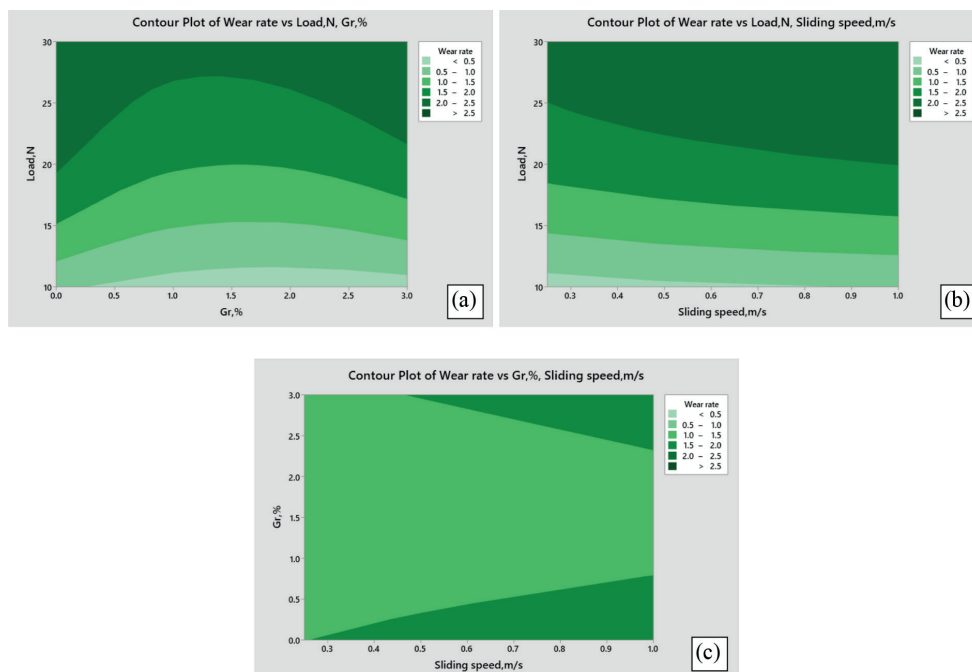 Contour Plot of Wear rate vs Load,N, Gr,%
30
25
20
15
10
Load,N
0.0 0.5 1.0 1.5 2.0 2.5 3.0
Gr,%
Wear rate
< 0.5
0.5 – 1.0
1.0 – 1.5
1.5 – 2.0
2.0 – 2.5
> 2.5
(a)
Contour Plot of Wear rate vs Load,N, Sliding speed,m/s
30
25
20
15
10
Load,N
0.3 0.4 0.5 0.6 0.7 0.8 0.9 1.0
Sliding speed,m/s
Wear rate
< 0.5
0.5 – 1.0
1.0 – 1.5
1.5 – 2.0
2.0 – 2.5
> 2.5
(b)
Contour Plot of Wear rate vs Gr,%, Sliding speed,m/s
3.0
2.5
2.0
1.5
1.0
0.5
0.0
Gr,%
0.3 0.4 0.5 0.6 0.7 0.8 0.9 1.0
Sliding speed,m/s
Wear rate
< 0.5
0.5 – 1.0
1.0 – 1.5
1.5 – 2.0
2.0 – 2.5
> 2.5
(c)